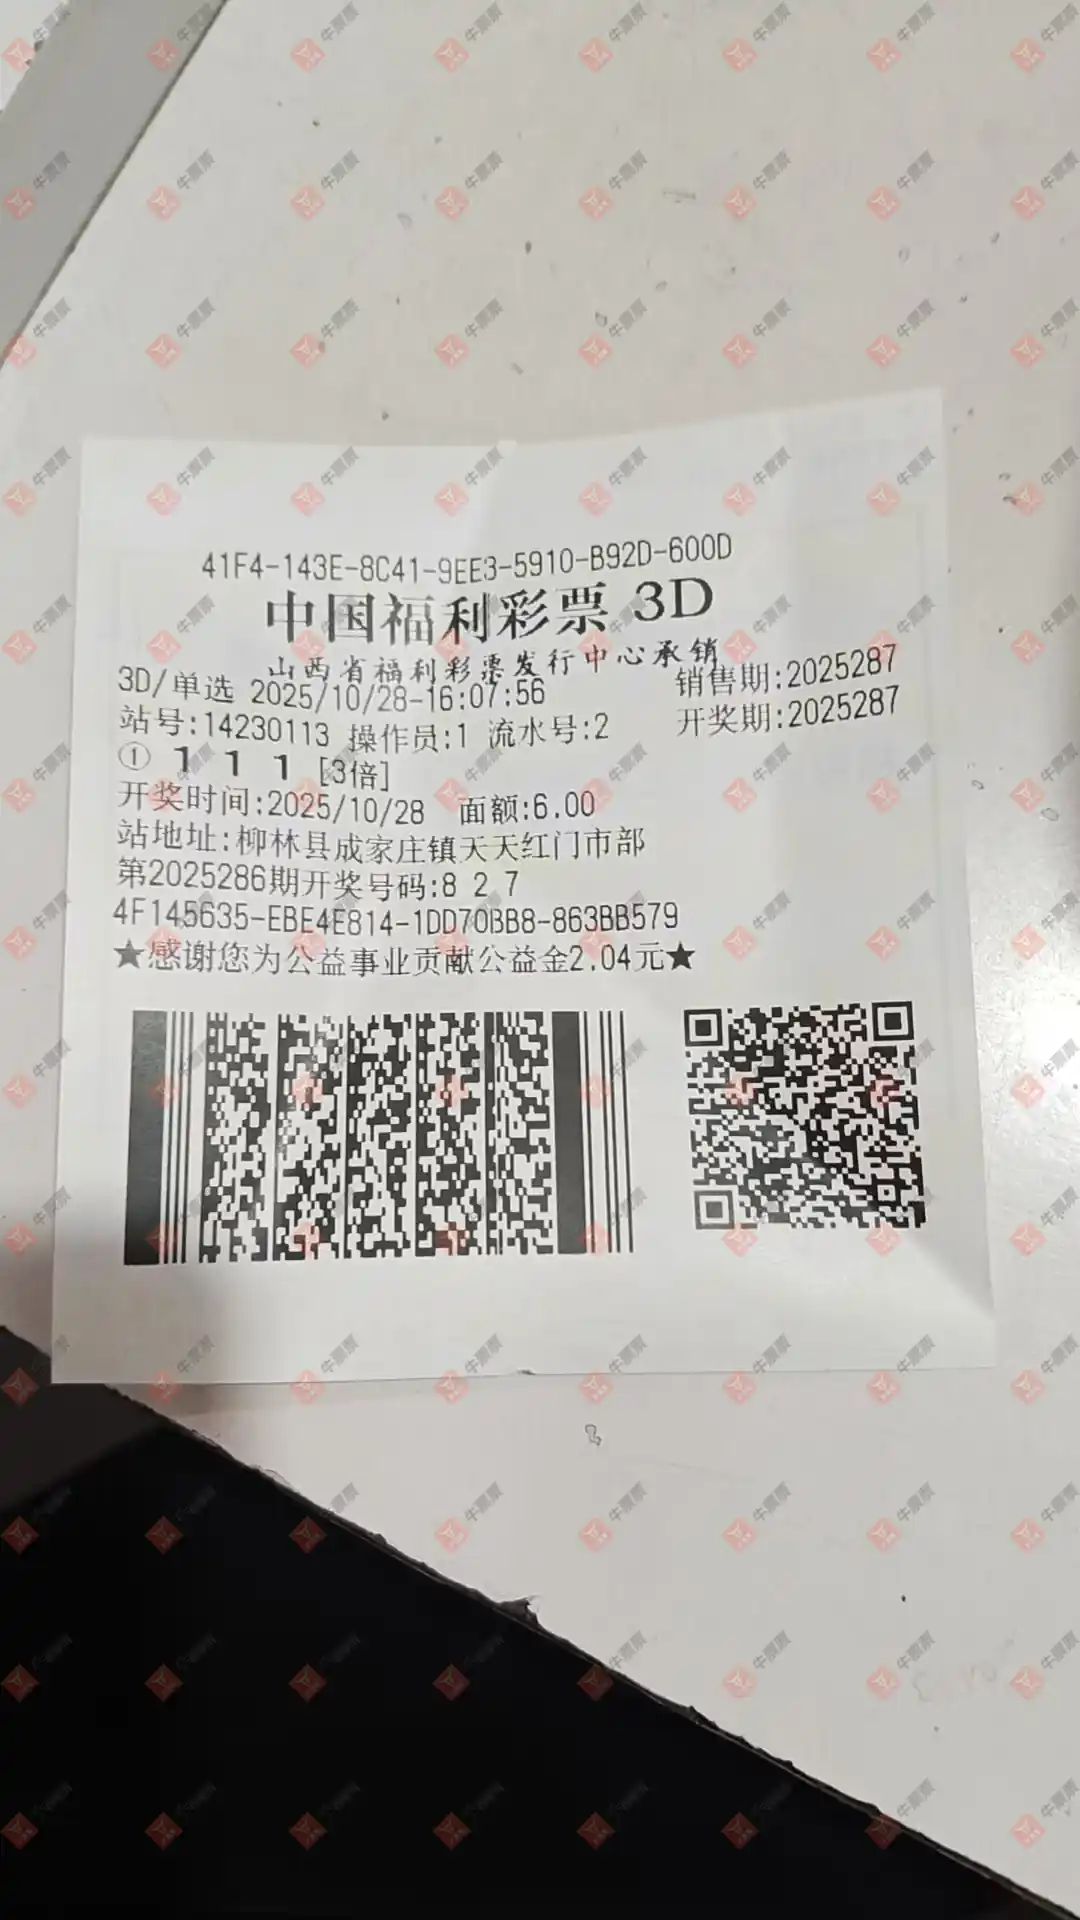 41F4-143E-8C41-9EE3-5910-B92D-600D
中国福利彩票 3D
山西省福利彩票发行中心承销
3D/单选 2025/10/28-16:07:56 销售期:2025287
站号:14230113 操作员:1 流水号:2 开奖期:2025287
① 1 1 1 [3倍]
开奖时间:2025/10/28 面额:6.00
站地址:柳林县成家庄镇天天红门市部
第2025286期开奖号码:8 2 7
4F145635-EBE4E814-1DD70BB8-863BB579
★感谢您为公益事业贡献公益金2.04元★
牛票票